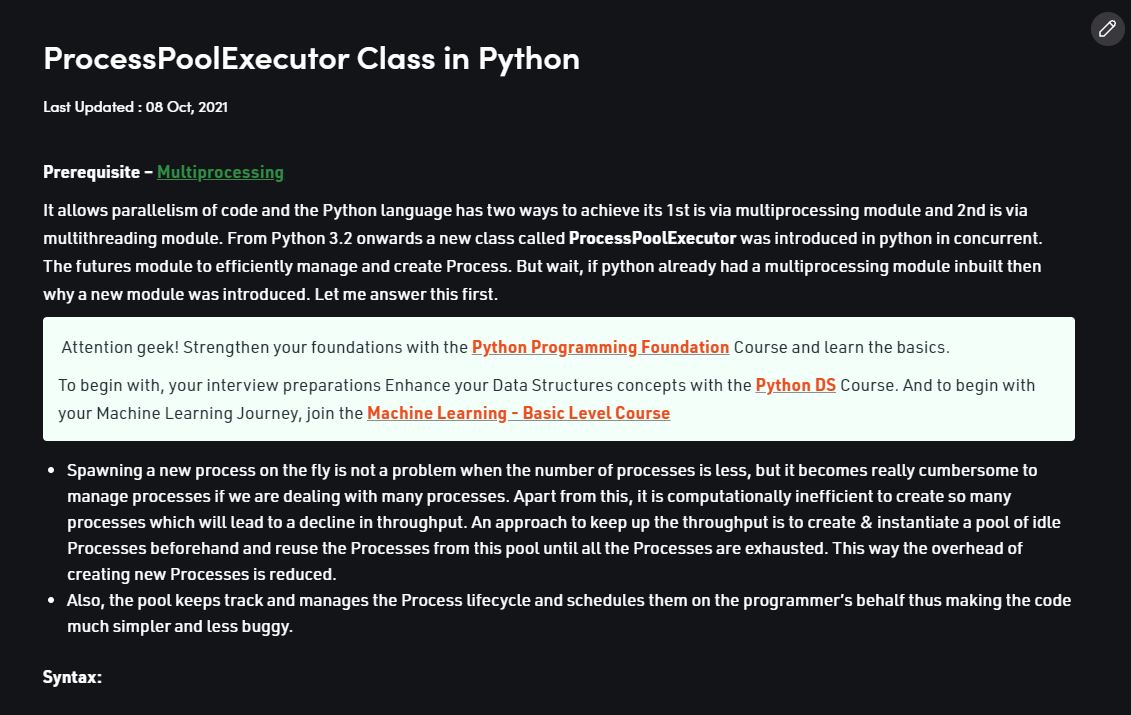 ProcessPoolExecutor Class in Python
Last Updated : 08 Oct, 2021
Prerequisite – Multiprocessing
It allows parallelism of code and the Python language has two ways to achieve its 1st is via multiprocessing module and 2nd is via
multithreading module. From Python 3.2 onwards a new class called ProcessPoolExecutor was introduced in python in concurrent.
The futures module to efficiently manage and create Process. But wait, if python already had a multiprocessing module inbuilt then
why a new module was introduced. Let me answer this first.
Attention geek! Strengthen your foundations with the Python Programming Foundation Course and learn the basics.
To begin with, your interview preparations Enhance your Data Structures concepts with the Python DS Course. And to begin with
your Machine Learning Journey, join the Machine Learning - Basic Level Course
• Spawning a new process on the fly is not a problem when the number of processes is less, but it becomes really cumbersome to
manage processes if we are dealing with many processes. Apart from this, it is computationally inefficient to create so many
processes which will lead to a decline in throughput. An approach to keep up the throughput is to create & instantiate a pool of idle
Processes beforehand and reuse the Processes from this pool until all the Processes are exhausted. This way the overhead of
creating new Processes is reduced.
• Also, the pool keeps track and manages the Process lifecycle and schedules them on the programmer’s behalf thus making the code
much simpler and less buggy.
Syntax: